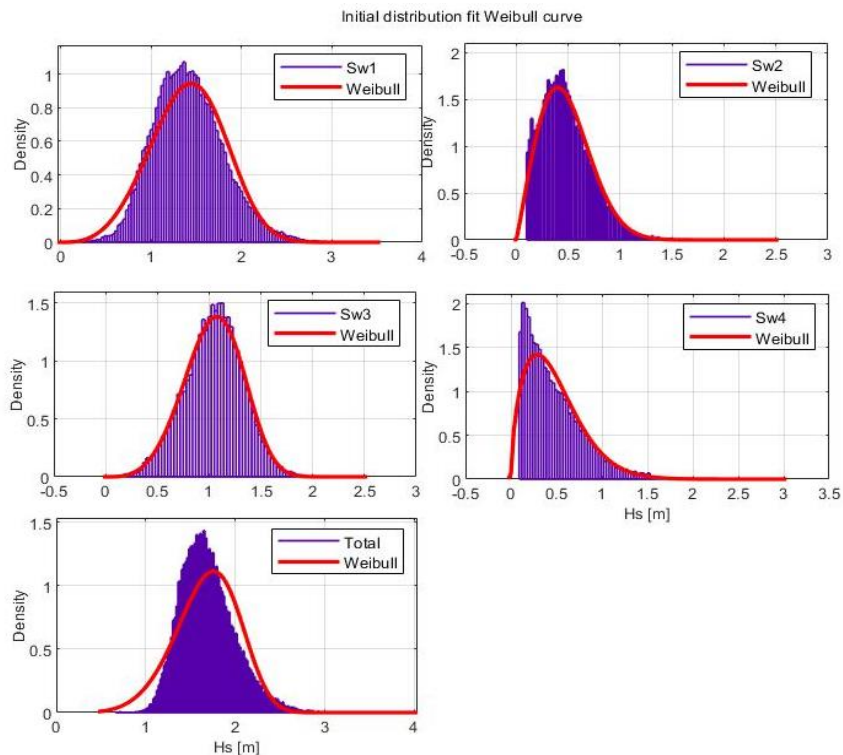 Initial distribution fit Weibull curve
Density
1
0.8
0.6
0.4
0.2
0
0 1 2 3 4
Sw1
Weibull
Density
2
1.5
1
0.5
0
-0.5 0 0.5 1 1.5 2 2.5 3
Sw2
Weibull
Density
1.5
1
0.5
0
-0.5 0 0.5 1 1.5 2 2.5 3
Sw3
Weibull
Density
2
1.5
1
0.5
0
-0.5 0 0.5 1 1.5 2 2.5 3 3.5
Hs [m]
Sw4
Weibull
Density
1.5
1
0.5
0
0 1 2 3 4
Hs [m]
Total
Weibull